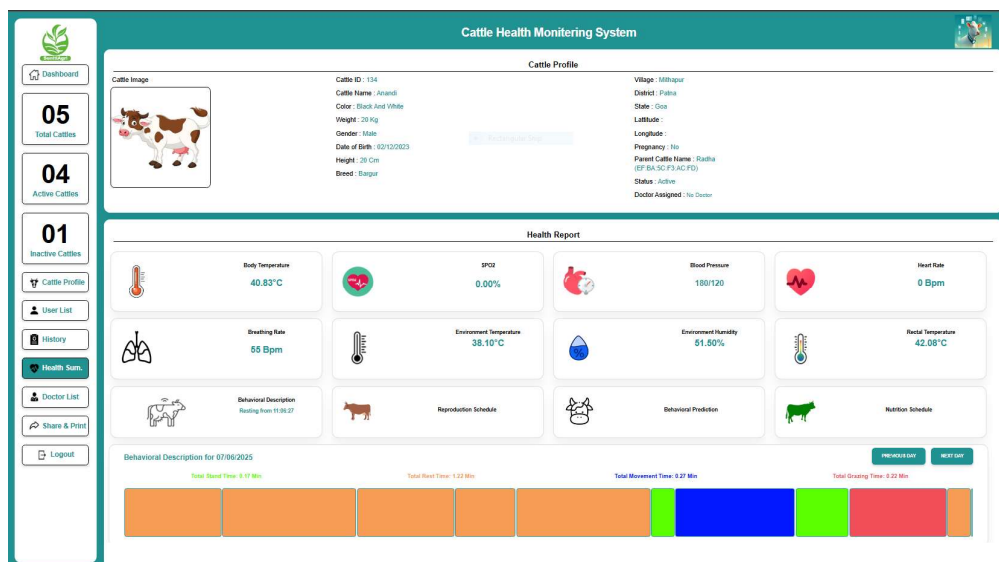 Cattle Health Monitoring System
Dashboard
05
Total Cattles
04
Active Cattles
01
Inactive Cattles
Cattle Profile
User List
History
Health Sum.
Doctor List
Share & Print
Logout
Cattle Profile
Cattle Image
Cattle ID : 134
Cattle Name : Anandi
Color : Black And White
Weight : 20 Kg
Gender : Male
Date of Birth : 02/12/2023
Height : 20 Cm
Breed : Bargur
Village : Mithapur
District : Patna
State : Goa
Latitude :
Longitude :
Pregnancy : No
Parent Cattle Name : Radha
(EF:BA:5C:F3:AC:FD)
Status : Active
Doctor Assigned : No Doctor
Health Report
Body Temperature
40.83°C
SPO2
0.00%
Blood Pressure
180/120
Heart Rate
0 Bpm
Breathing Rate
55 Bpm
Environment Temperature
38.10°C
Environment Humidity
51.50%
Rectal Temperature
42.08°C
Behavioral Description
Resting from 11:06:27
Reproduction Schedule
Behavioral Prediction
Nutrition Schedule
Behavioral Description for 07/06/2025
PREVIOUS DAY
NEXT DAY
Total Stand Time: 0.17 Min
Total Rest Time: 1.22 Min
Total Movement Time: 0.27 Min
Total Grazing Time: 0.22 Min